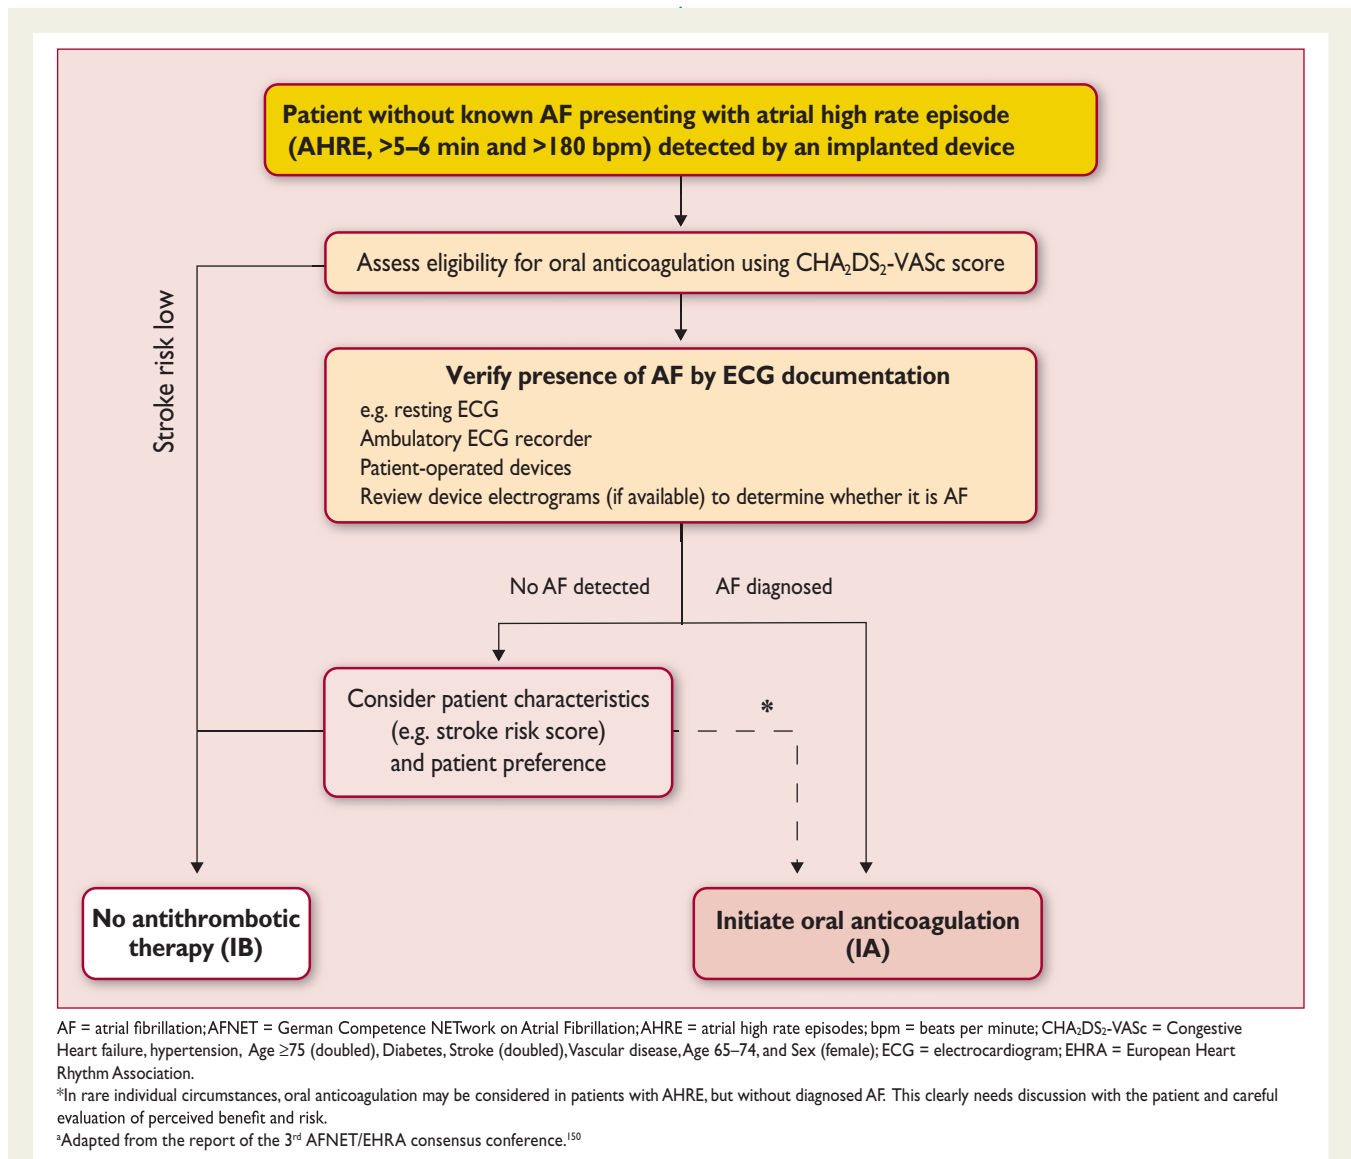 Patient without known AF presenting with atrial high rate episode
(AHRE, >5–6 min and >180 bpm) detected by an implanted device
Assess eligibility for oral anticoagulation using CHA₂DS₂-VASc score
Stroke risk low
Verify presence of AF by ECG documentation
e.g. resting ECG
Ambulatory ECG recorder
Patient-operated devices
Review device electrograms (if available) to determine whether it is AF
No AF detected
AF diagnosed
Consider patient characteristics
(e.g. stroke risk score)
and patient preference
*
No antithrombotic
therapy (IB)
Initiate oral anticoagulation
(IA)
AF = atrial fibrillation; AFNET = German Competence NETwork on Atrial Fibrillation; AHRE = atrial high rate episodes; bpm = beats per minute; CHA₂DS₂-VASc = Congestive
Heart failure, hypertension, Age ≥75 (doubled), Diabetes, Stroke (doubled), Vascular disease, Age 65–74, and Sex (female); ECG = electrocardiogram; EHRA = European Heart
Rhythm Association.
*In rare individual circumstances, oral anticoagulation may be considered in patients with AHRE, but without diagnosed AF. This clearly needs discussion with the patient and careful
evaluation of perceived benefit and risk.
ᵃAdapted from the report of the 3ʳᵈ AFNET/EHRA consensus conference.¹⁵⁰